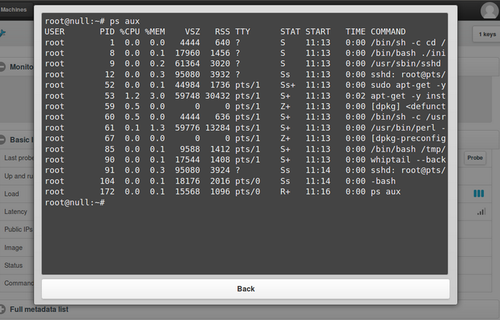 Machines
1 keys
root@null:~# ps aux
USER PID %CPU %MEM VSZ RSS TTY STAT START TIME COMMAND
root 1 0.0 0.0 4444 640 ? Ss 11:13 0:00 /bin/sh -c cd /
root 8 0.0 0.1 17960 1456 ? S 11:13 0:00 /bin/bash ./ini
root 9 0.0 0.2 61364 3020 ? S 11:13 0:00 /usr/sbin/sshd
root 12 0.0 0.3 95080 3932 ? Ss 11:13 0:00 sshd: root@pts/
root 52 0.0 0.1 44984 1736 pts/1 Ss+ 11:13 0:00 sudo apt-get -y
root 53 1.2 3.0 59748 30432 pts/1 S+ 11:13 0:02 apt-get -y inst
root 59 0.5 0.0 0 0 pts/1 Z+ 11:13 0:00 [dpkg] <defunct
root 60 0.5 0.0 4444 644 pts/1 S+ 11:13 0:00 /bin/sh -c /usr
root 61 0.1 1.3 59776 13284 pts/1 S+ 11:13 0:00 /usr/bin/perl -
root 67 0.0 0.0 0 0 pts/1 Z+ 11:13 0:00 [dpkg-preconfig
root 85 0.0 0.1 9588 1412 pts/1 S+ 11:13 0:00 /bin/bash /tmp/
root 90 0.0 0.1 17544 1408 pts/1 S+ 11:13 0:00 whiptail --back
root 91 0.0 0.3 95080 3924 ? Ss 11:14 0:00 sshd: root@pts/
root 104 0.0 0.1 18176 2016 pts/0 Ss 11:14 0:00 -bash
root 172 0.0 0.1 15568 1096 pts/0 R+ 11:16 0:00 ps aux
root@null:~#
Monito
Basic I
Last probe
Probe
Up and ru
Load
Latency
Public IPs
Image
Status
Comman
Back
Full metadata list